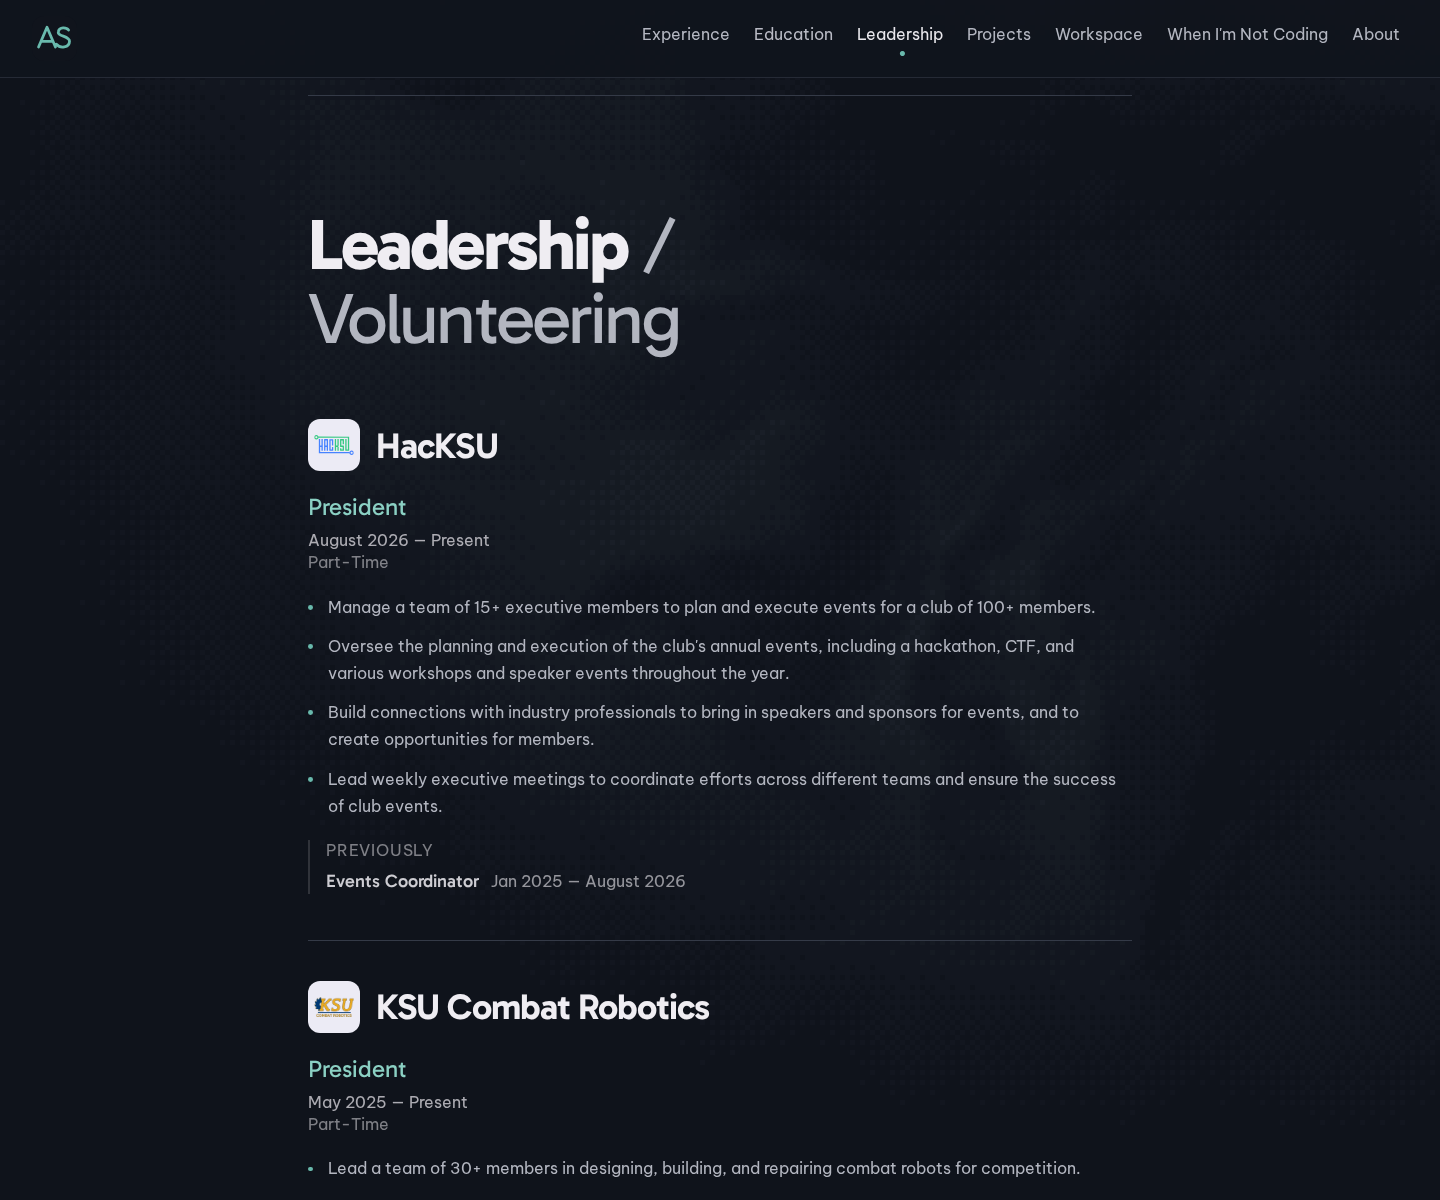 AS
Experience Education Leadership Projects Workspace When I'm Not Coding About
Leadership /
Volunteering
HACKSU
HacKSU
President
August 2026 — Present
Part-Time
Manage a team of 15+ executive members to plan and execute events for a club of 100+ members.
Oversee the planning and execution of the club's annual events, including a hackathon, CTF, and
various workshops and speaker events throughout the year.
Build connections with industry professionals to bring in speakers and sponsors for events, and to
create opportunities for members.
Lead weekly executive meetings to coordinate efforts across different teams and ensure the success
of club events.
PREVIOUSLY
Events Coordinator Jan 2025 — August 2026
KSU
COMBAT ROBOTICS
KSU Combat Robotics
President
May 2025 — Present
Part-Time
Lead a team of 30+ members in designing, building, and repairing combat robots for competition.